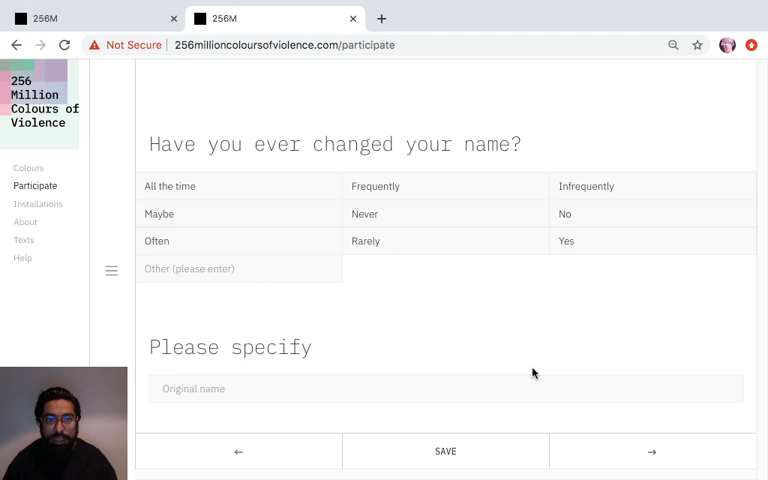 256M
256M
Not Secure
256millioncoloursofviolence.com/participate
256
Million
Colours of
Violence
Colours
Participate
Installations
About
Texts
Help
Have you ever changed your name?
All the time
Frequently
Infrequently
Maybe
Never
No
Often
Rarely
Yes
Other (please enter)
Please specify
Original name
SAVE